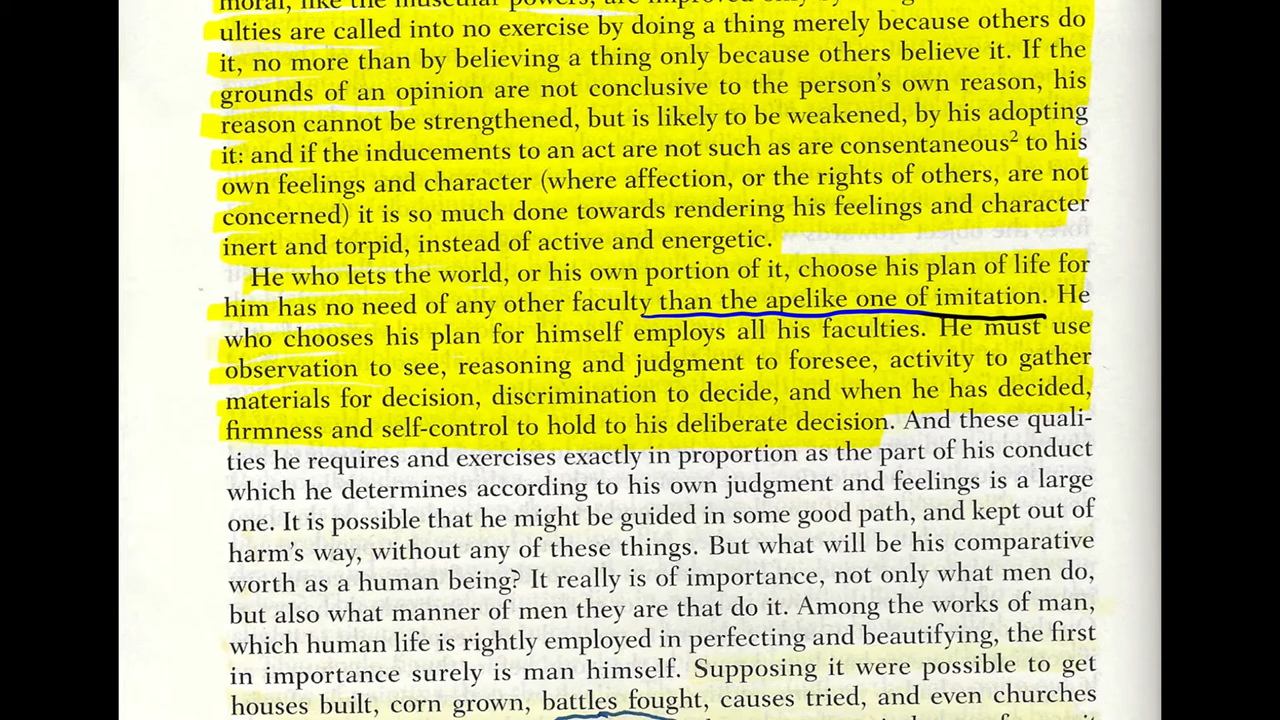 moral, like the muscular powers, are improved only by
ulties are called into no exercise by doing a thing merely because others do
it, no more than by believing a thing only because others believe it. If the
grounds of an opinion are not conclusive to the person's own reason, his
reason cannot be strengthened, but is likely to be weakened, by his adopting
it: and if the inducements to an act are not such as are consentaneous² to his
own feelings and character (where affection, or the rights of others, are not
concerned) it is so much done towards rendering his feelings and character
inert and torpid, instead of active and energetic.
He who lets the world, or his own portion of it, choose his plan of life for
him has no need of any other faculty than the apelike one of imitation. He
who chooses his plan for himself employs all his faculties. He must use
observation to see, reasoning and judgment to foresee, activity to gather
materials for decision, discrimination to decide, and when he has decided,
firmness and self-control to hold to his deliberate decision. And these quali-
ties he requires and exercises exactly in proportion as the part of his conduct
which he determines according to his own judgment and feelings is a large
one. It is possible that he might be guided in some good path, and kept out of
harm's way, without any of these things. But what will be his comparative
worth as a human being? It really is of importance, not only what men do,
but also what manner of men they are that do it. Among the works of man,
which human life is rightly employed in perfecting and beautifying, the first
in importance surely is man himself. Supposing it were possible to get
houses built, corn grown, battles fought, causes tried, and even churches